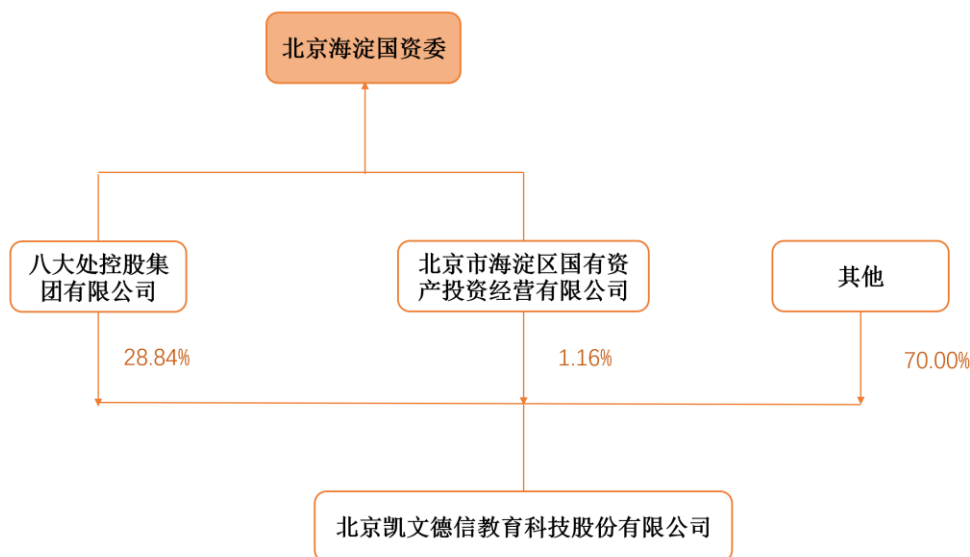 北京海淀国资委
八大处控股集
团有限公司
北京市海淀区国有资
产投资经营有限公司
其他
28.84%
1.16%
70.00%
北京凯文德信教育科技股份有限公司